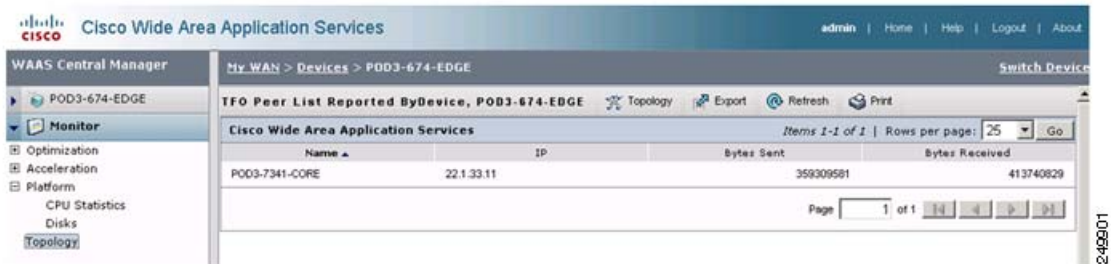 CISCO
Cisco Wide Area Application Services
admin | Home | Help | Logout | About
WAAS Central Manager
My WAN > Devices > POD3-674-EDGE
Switch Device
POD3-674-EDGE
TFO Peer List Reported ByDevice, POD3-674-EDGE
Topology
Export
Refresh
Print
Monitor
Cisco Wide Area Application Services
Items 1-1 of 1 | Rows per page: 25 Go
Optimization
Name
IP
Bytes Sent
Bytes Received
Acceleration
POD3-7341-CORE
22.1.33.11
359309581
413740829
Platform
CPU Statistics
Disks
Page 1 of 1
Topology
249901